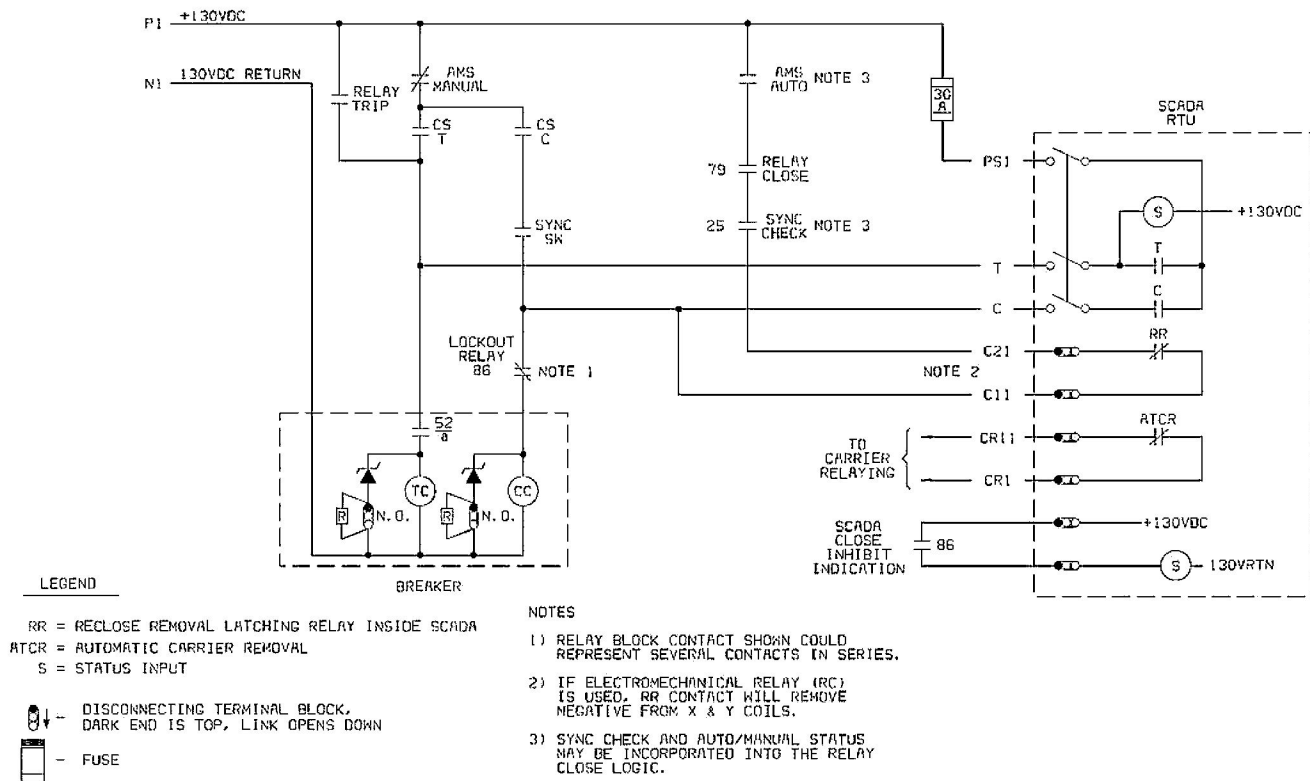 P1 +130VDC
N1 130VDC RETURN
RELAY
TRIP
AMS
MANUAL
CS
T
CS
C
SYNC
SW
AMS
AUTO NOTE 3
79 RELAY
CLOSE
25 SYNC
CHECK NOTE 3
30
A
SCADA
RTU
PS1
S +130VDC
T
T
C
C
LOCKOUT
RELAY
86 NOTE 1
C21
RR
NOTE 2
C11
TO
CARRIER
RELAYING
CR11
ATCR
CR1
SCADA
CLOSE
INHIBIT
INDICATION
86
+130VDC
S 130VRTN
52
a
TC
CC
R N.O.
R N.O.
BREAKER
LEGEND
RR = RECLOSE REMOVAL LATCHING RELAY INSIDE SCADA
ATCR = AUTOMATIC CARRIER REMOVAL
S = STATUS INPUT
- DISCONNECTING TERMINAL BLOCK,
DARK END IS TOP, LINK OPENS DOWN
- FUSE
NOTES
1) RELAY BLOCK CONTACT SHOWN COULD
REPRESENT SEVERAL CONTACTS IN SERIES.
2) IF ELECTROMECHANICAL RELAY (RC)
IS USED, RR CONTACT WILL REMOVE
NEGATIVE FROM X & Y COILS.
3) SYNC CHECK AND AUTO/MANUAL STATUS
MAY BE INCORPORATED INTO THE RELAY
CLOSE LOGIC.